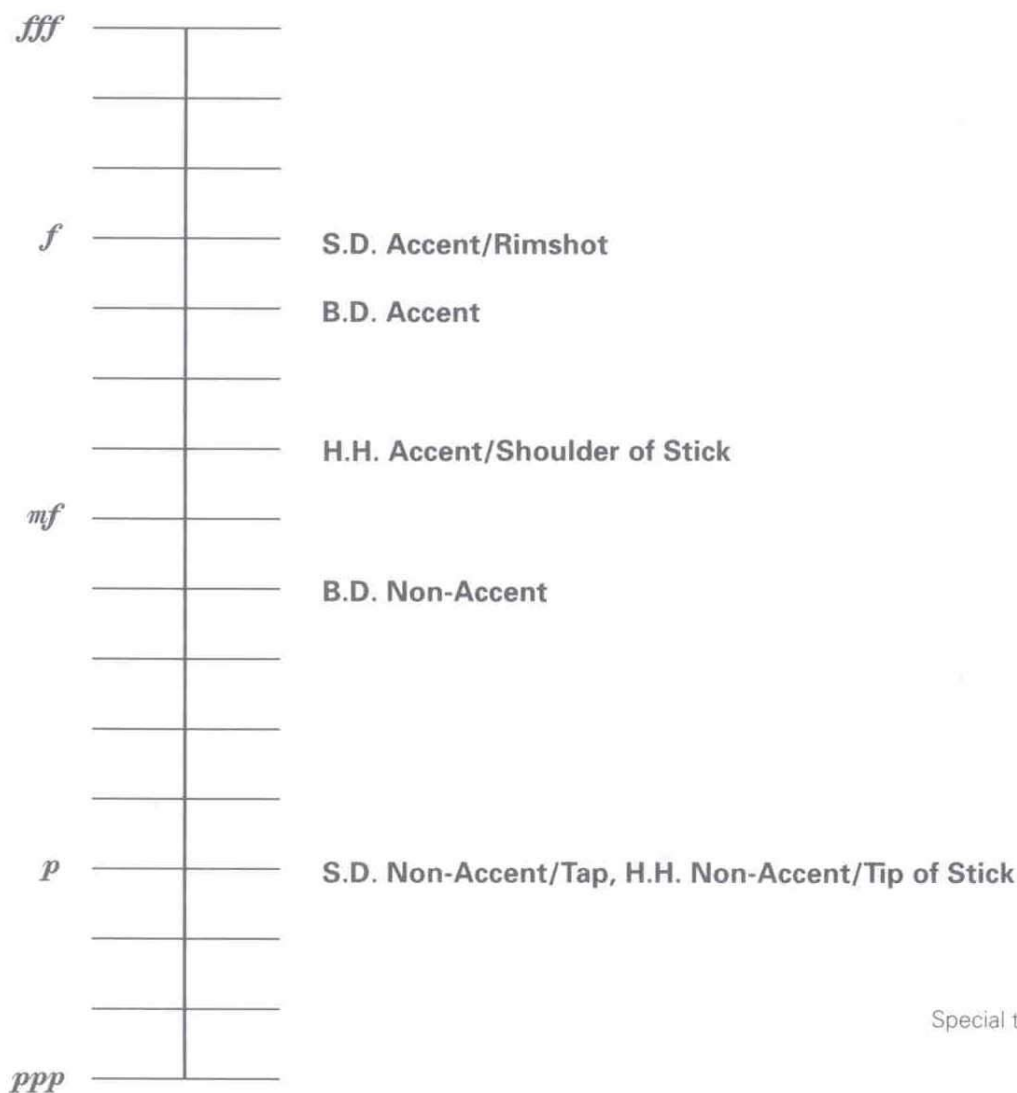 fff
f S.D. Accent/Rimshot
B.D. Accent
H.H. Accent/Shoulder of Stick
mf
B.D. Non-Accent
p S.D. Non-Accent/Tap, H.H. Non-Accent/Tip of Stick
Special t
ppp